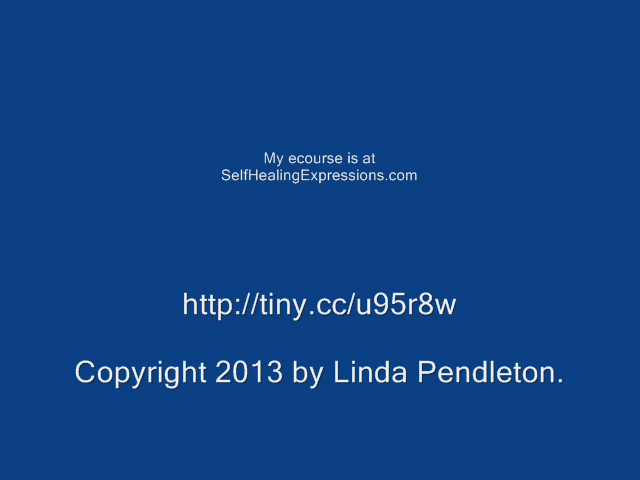 My ecourse is at
SelfHealingExpressions.com
http://tiny.cc/u95r8w
Copyright 2013 by Linda Pendleton.